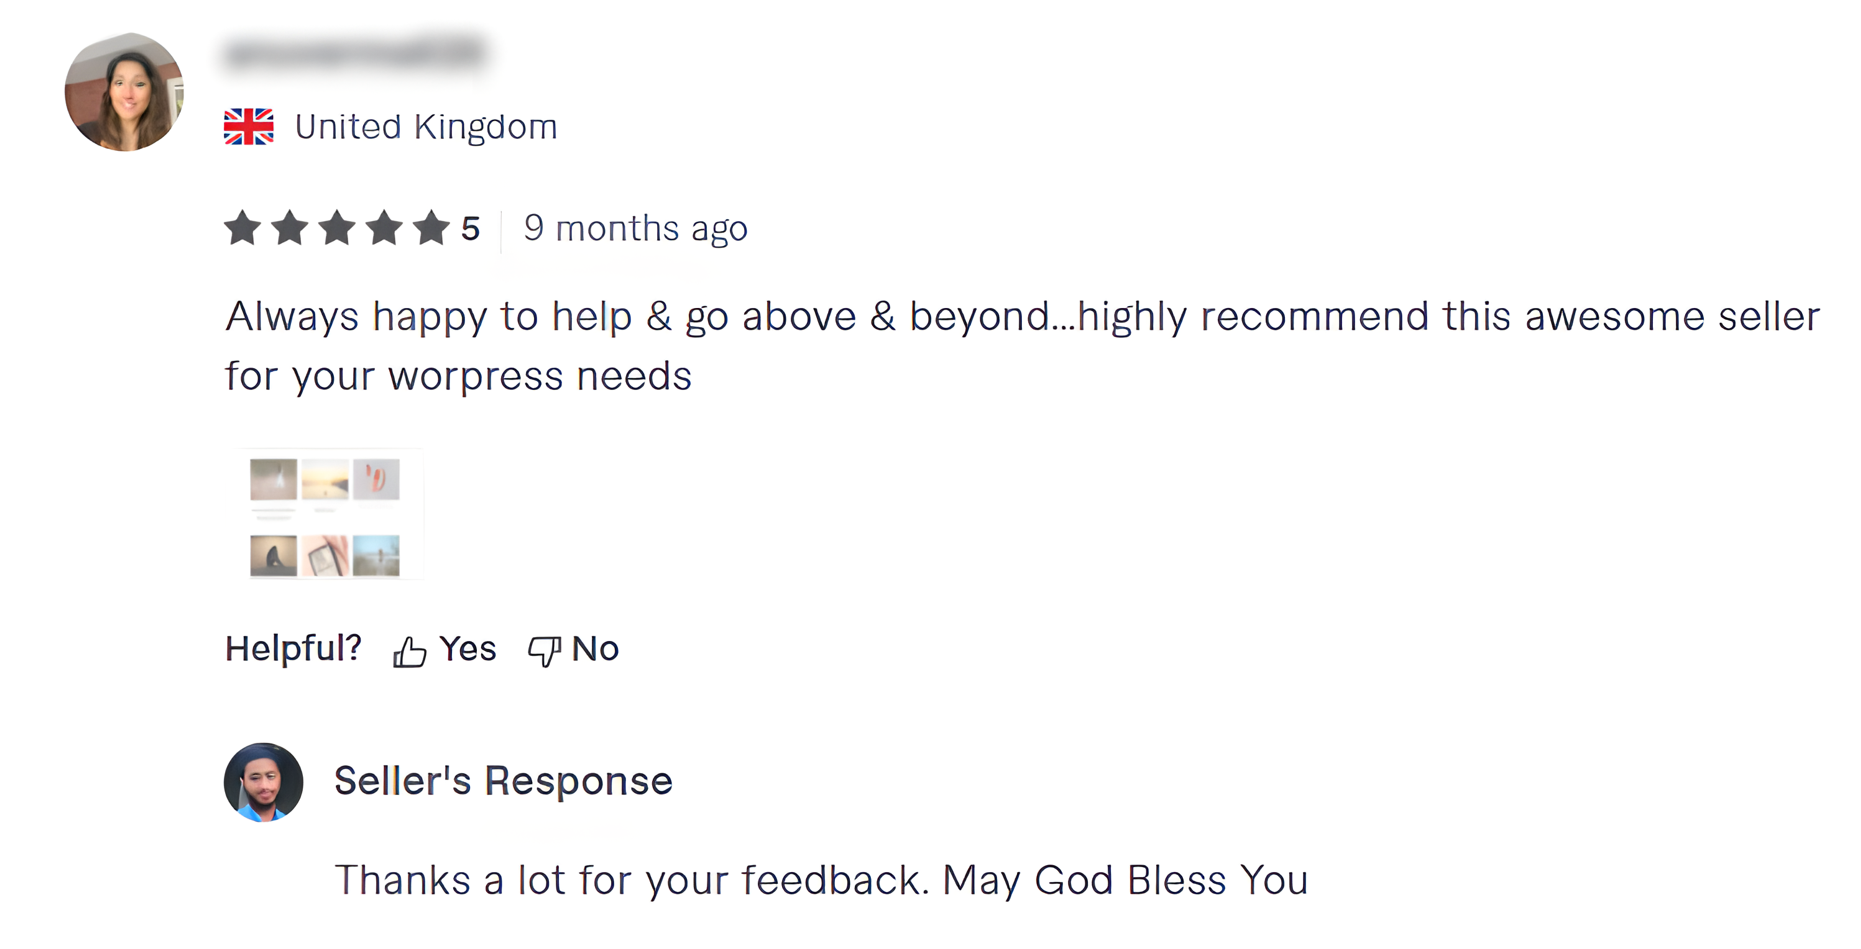 United Kingdom
5 9 months ago
Always happy to help & go above & beyond...highly recommend this awesome seller
for your worpress needs
Helpful? Yes No
Seller's Response
Thanks a lot for your feedback. May God Bless You